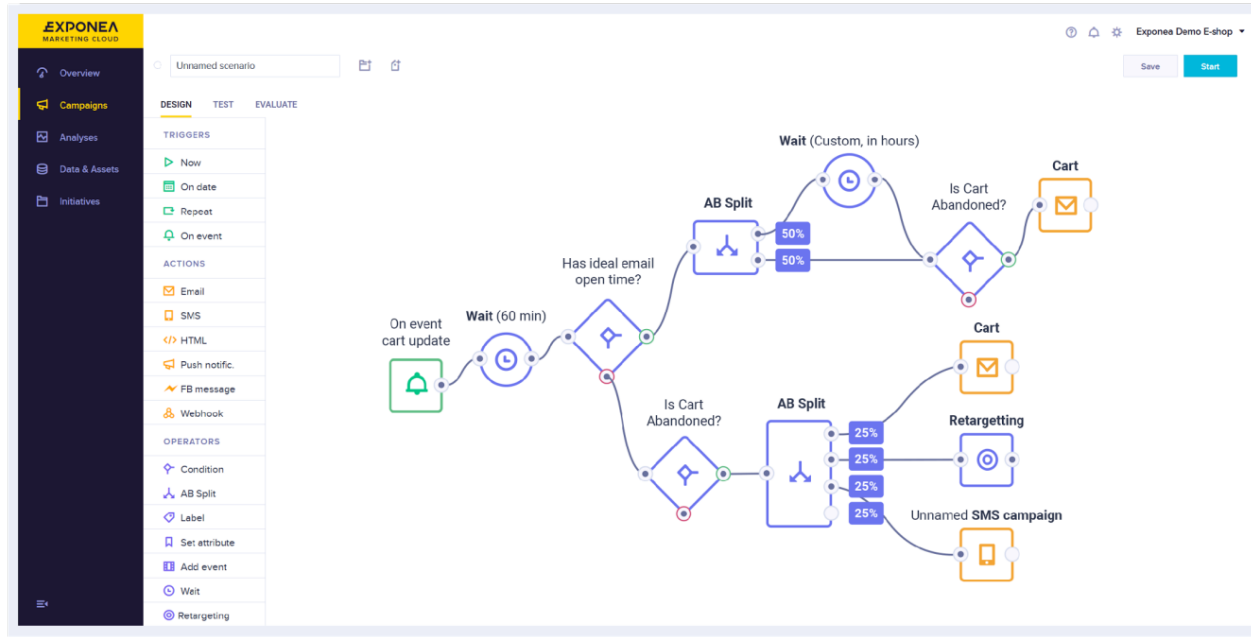 EXPONEA
MARKETING CLOUD
Exponea Demo E-shop
Overview
Campaigns
Analyses
Data & Assets
Initiatives
Unnamed scenario
Save
Start
DESIGN TEST EVALUATE
TRIGGERS
Now
On date
Repeat
On event
ACTIONS
Email
SMS
HTML
Push notific.
FB message
Webhook
OPERATORS
Condition
AB Split
Label
Set attribute
Add event
Wait
Retargeting
On event
cart update
Wait (60 min)
Has ideal email
open time?
AB Split
50%
50%
Wait (Custom, in hours)
Is Cart
Abandoned?
Cart
Is Cart
Abandoned?
AB Split
25%
25%
25%
25%
Cart
Retargetting
Unnamed SMS campaign